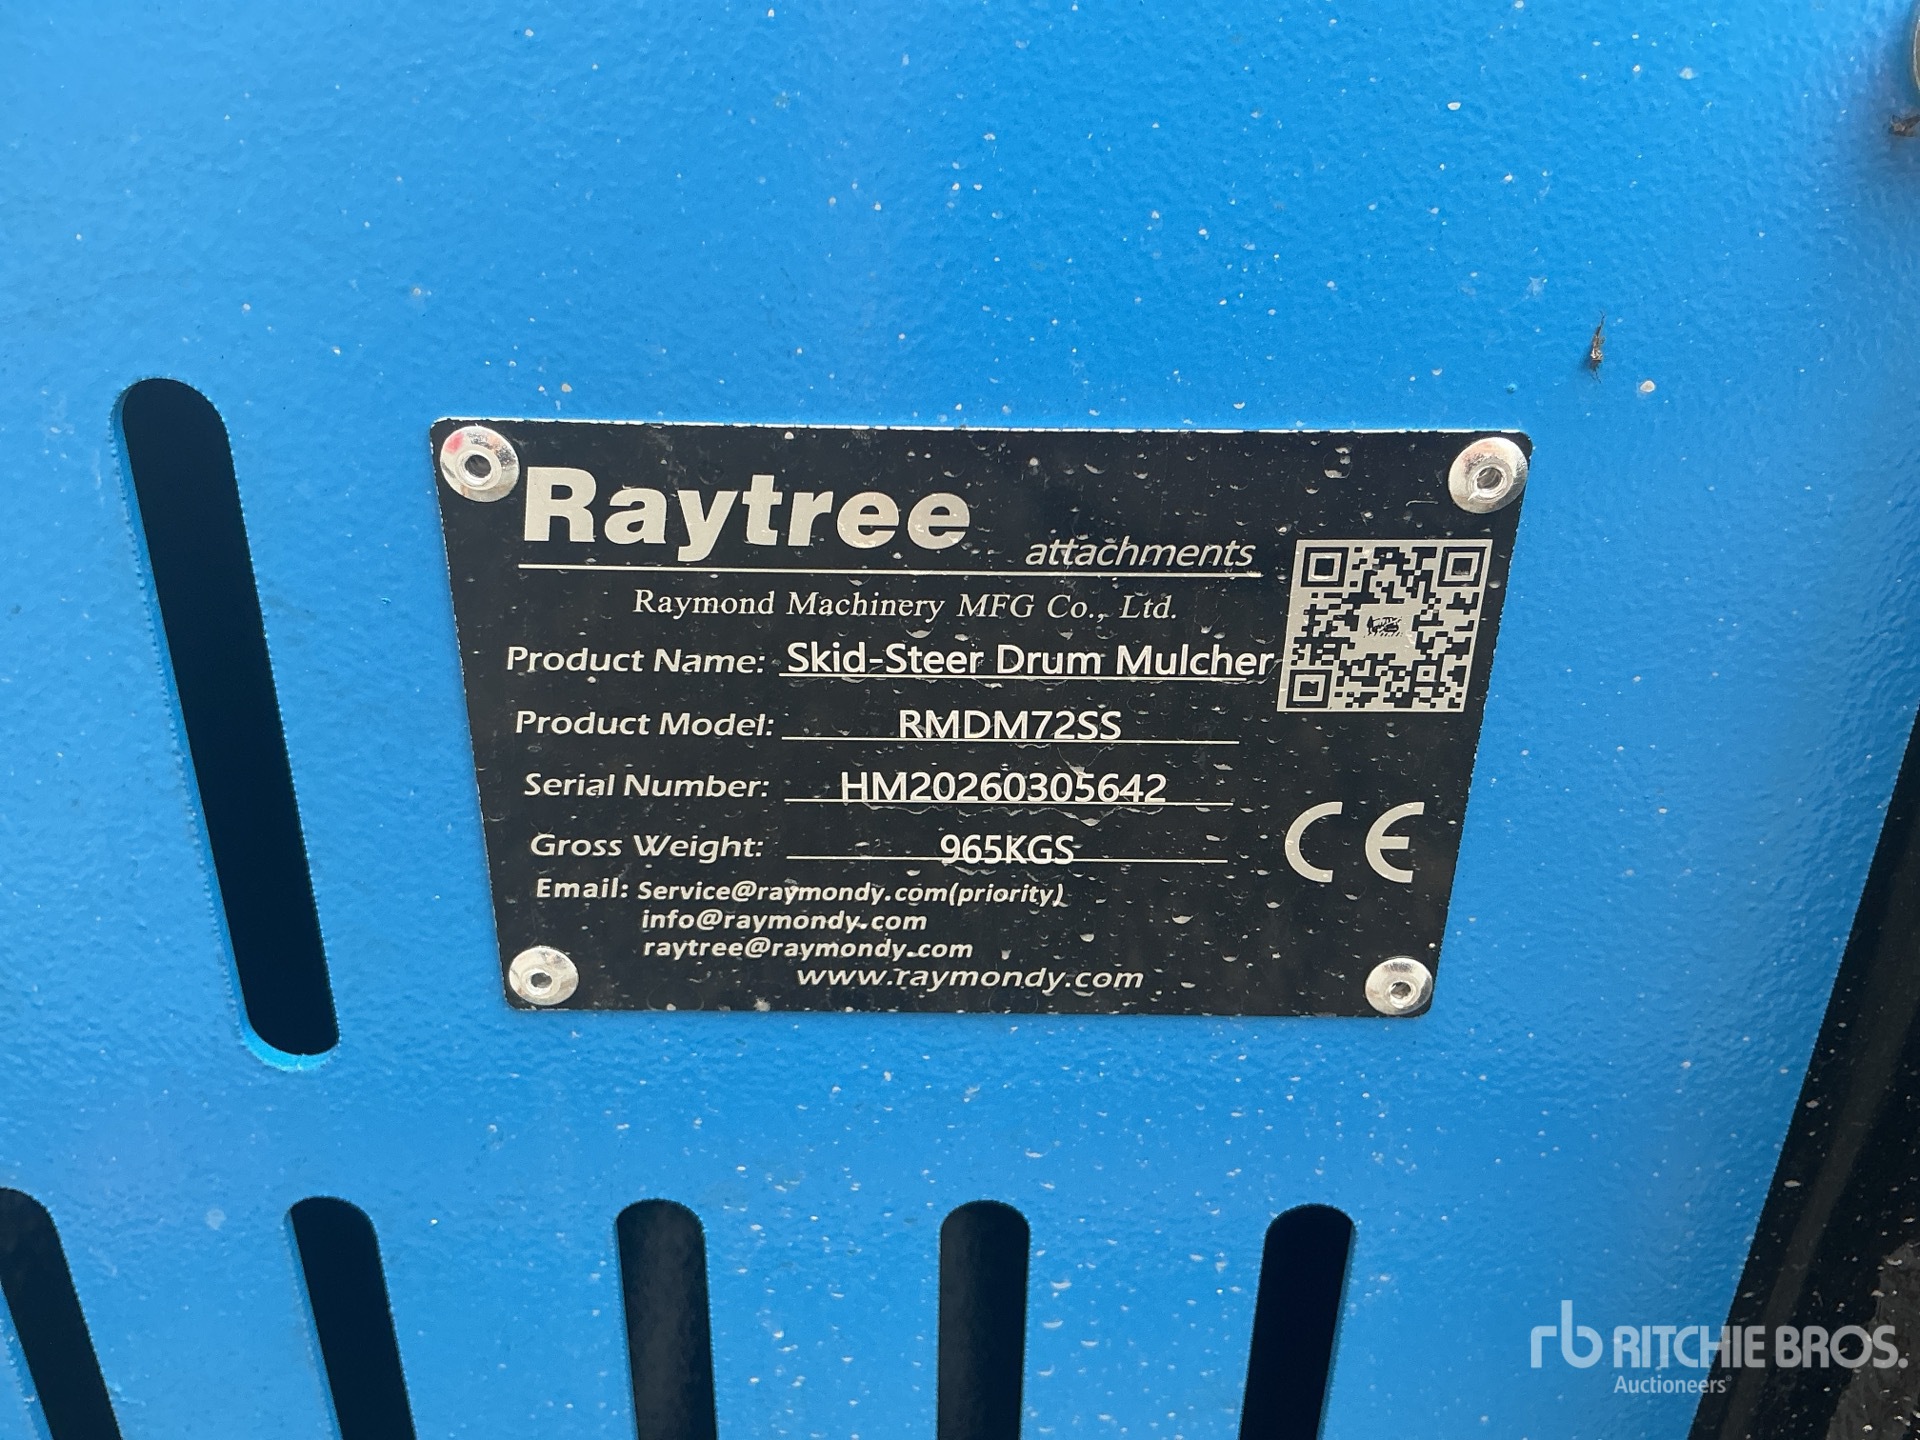 Raytree
attachments
Raymond Machinery MFG Co., Ltd.
Product Name: Skid-Steer Drum Mulcher
Product Model: RMDM72SS
Serial Number: HM20260305642
Gross Weight: 965KGS
CE
Email: Service@raymondy.com(priority)
info@raymondy.com
raytree@raymondy.com
www.raymondy.com
rb RITCHIE BROS.
Auctioneers